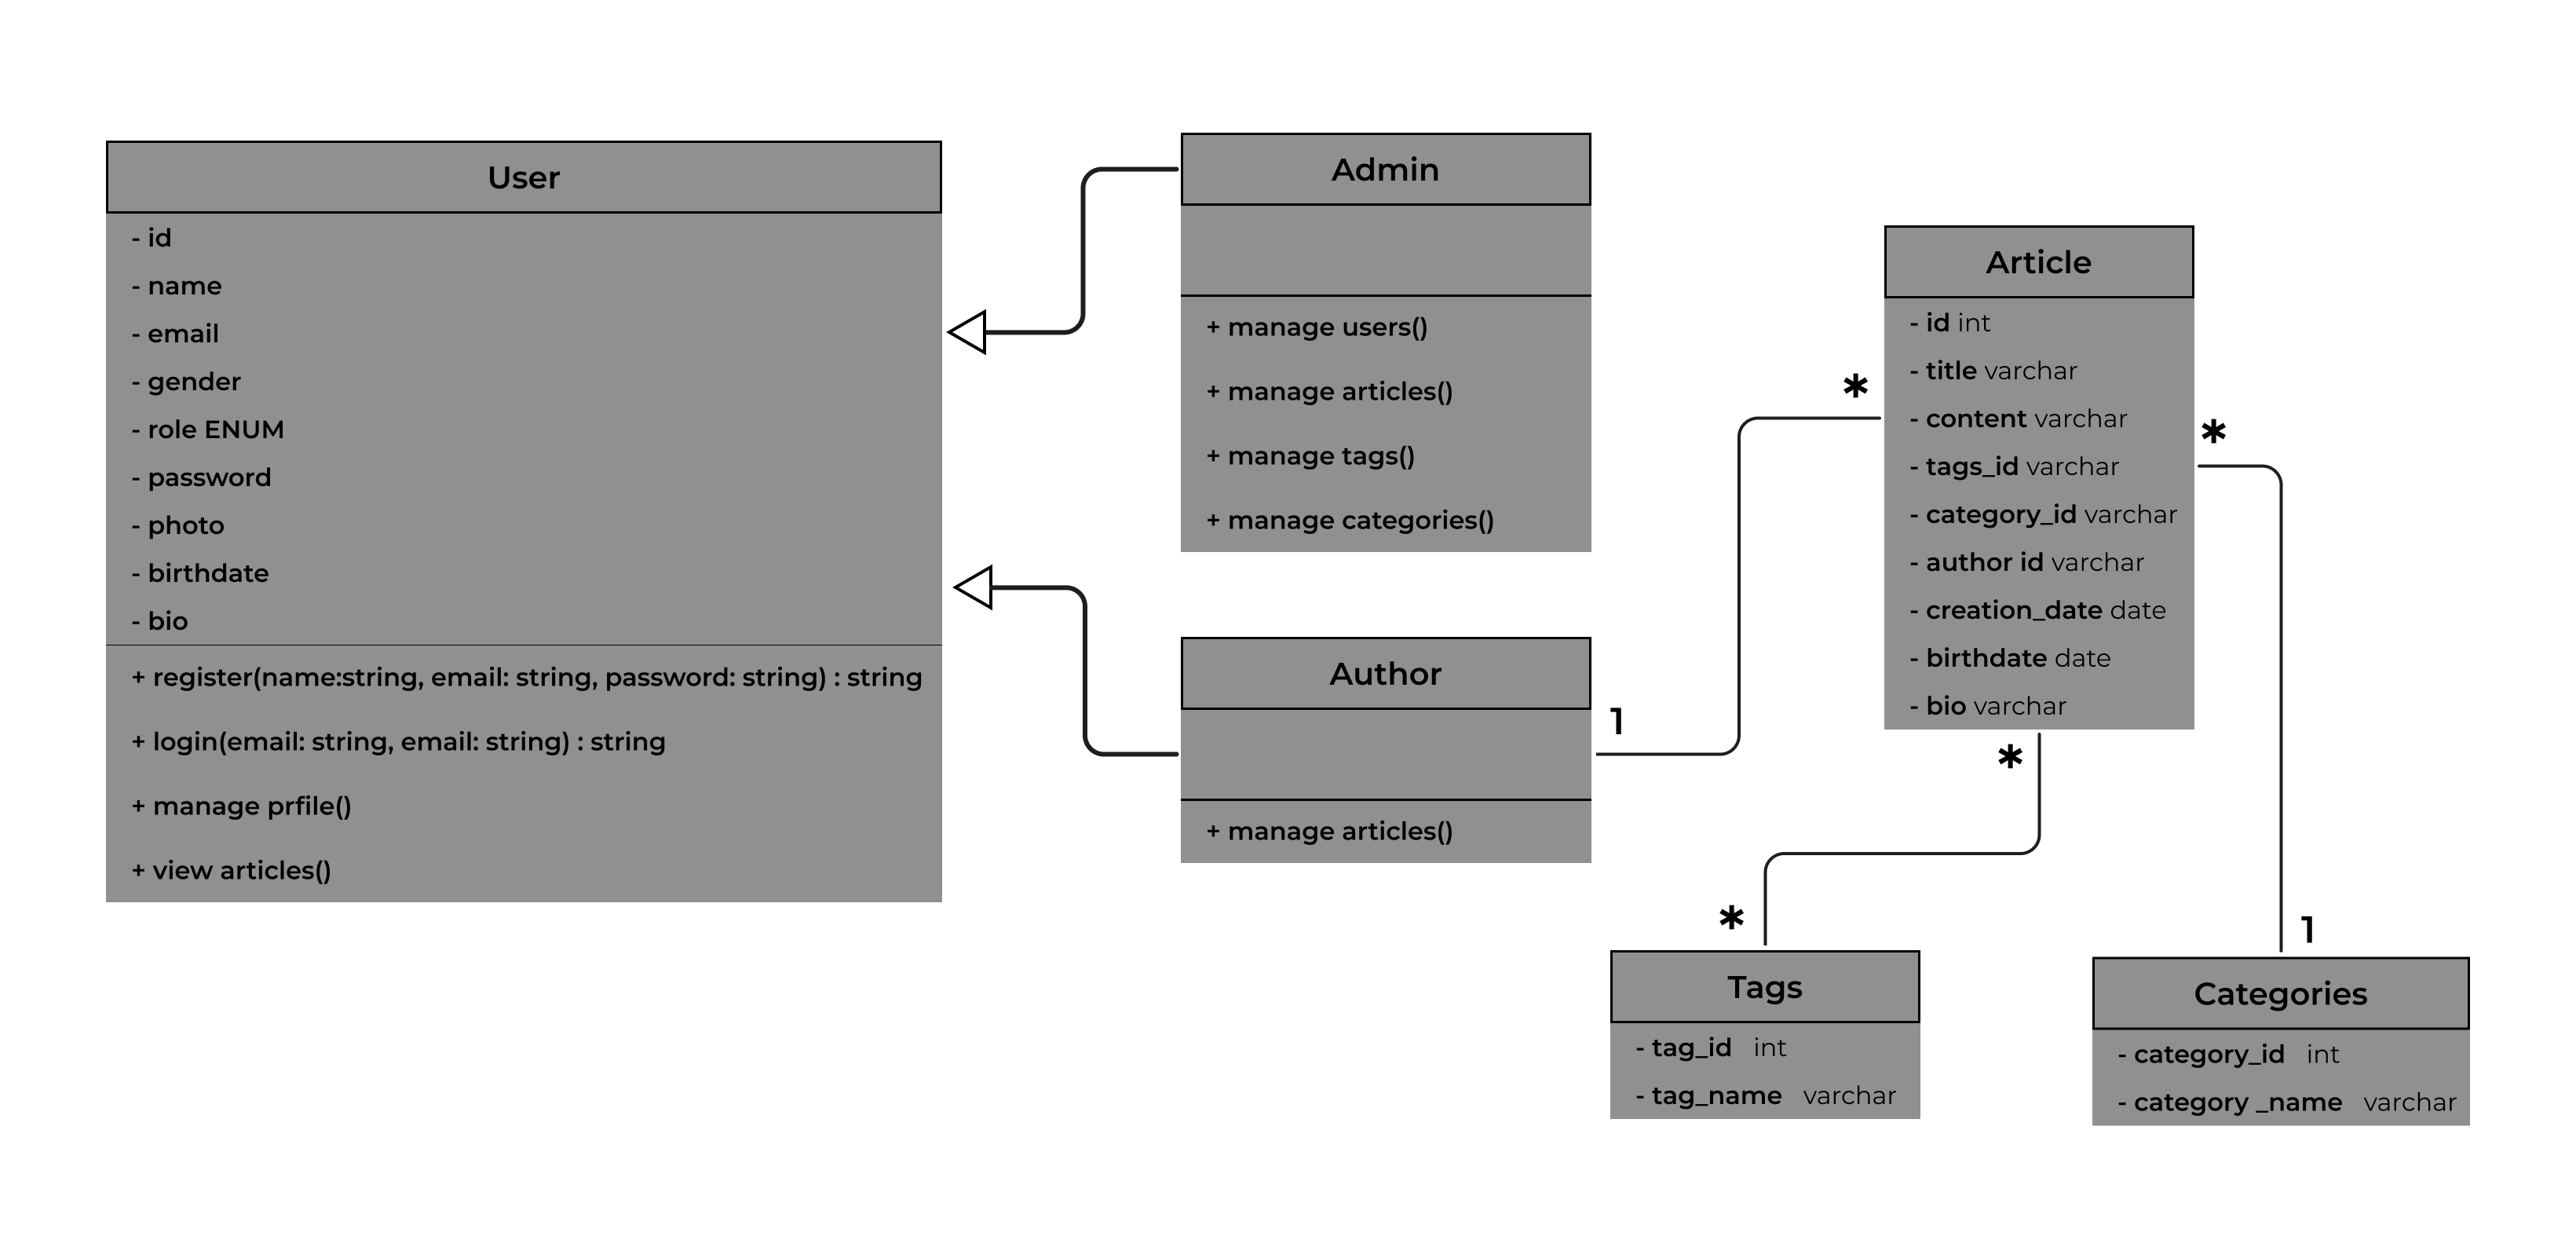 User
- id
- name
- email
- gender
- role ENUM
- password
- photo
- birthdate
- bio
+ register(name:string, email: string, password: string) : string
+ login(email: string, email: string) : string
+ manage prfile()
+ view articles()
Admin
+ manage users()
+ manage articles()
+ manage tags()
+ manage categories()
Author
+ manage articles()
1
*
Article
- id int
- title varchar
- content varchar
- tags_id varchar
- category_id varchar
- author id varchar
- creation_date date
- birthdate date
- bio varchar
*
*
*
1
Tags
- tag_id int
- tag_name varchar
Categories
- category_id int
- category _name varchar